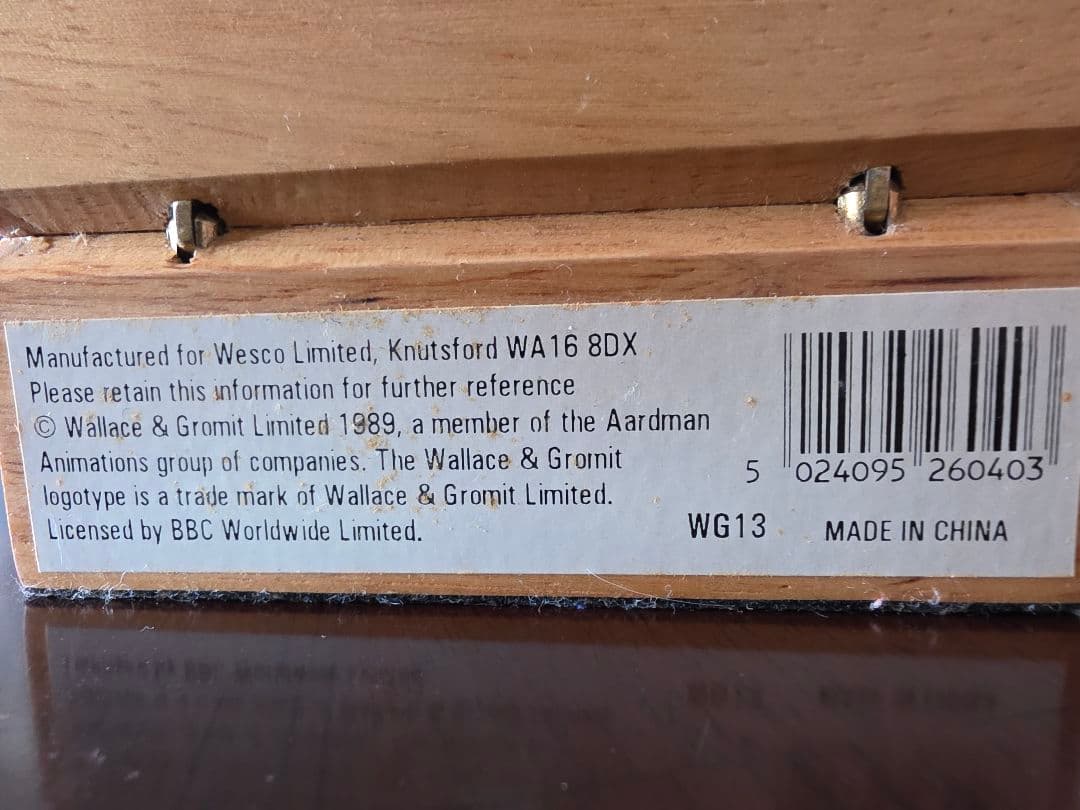 Manufactured for Wesco Limited, Knutsford WA16 8DX
Please retain this information for further reference
© Wallace & Gromit Limited 1989, a member of the Aardman
Animations group of companies. The Wallace & Gromit
logotype is a trade mark of Wallace & Gromit Limited.
Licensed by BBC Worldwide Limited.
5 024095 260403
WG13 MADE IN CHINA